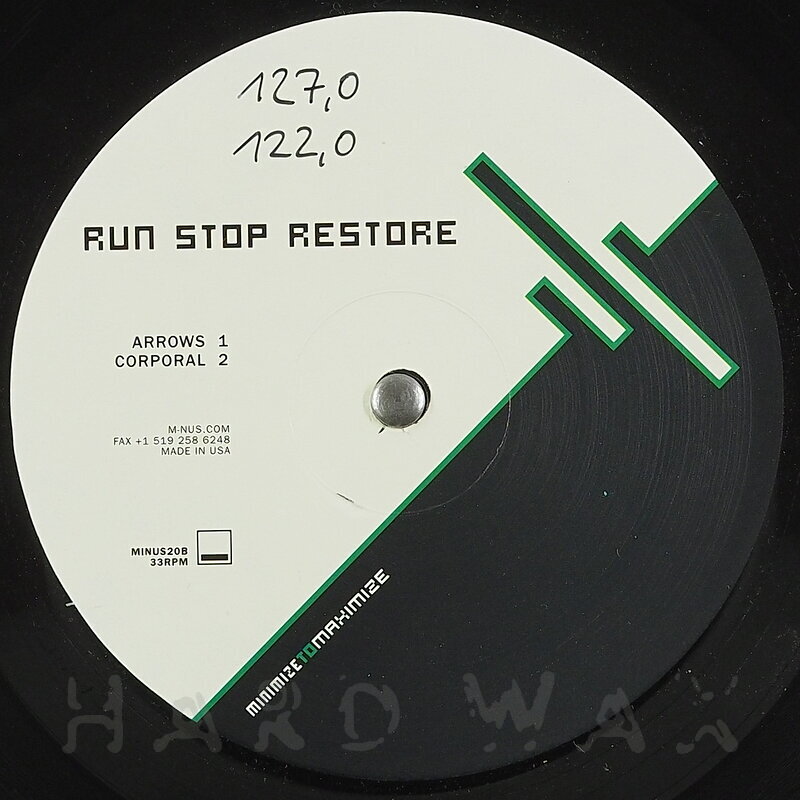 127,0
122,0
RUN STOP RESTORE
ARROWS 1
CORPORAL 2
M-NUS.COM
FAX +1 519 258 6248
MADE IN USA
MINUS20B
33RPM
MINIMIZETOMAXIMIZE
HARD WAX